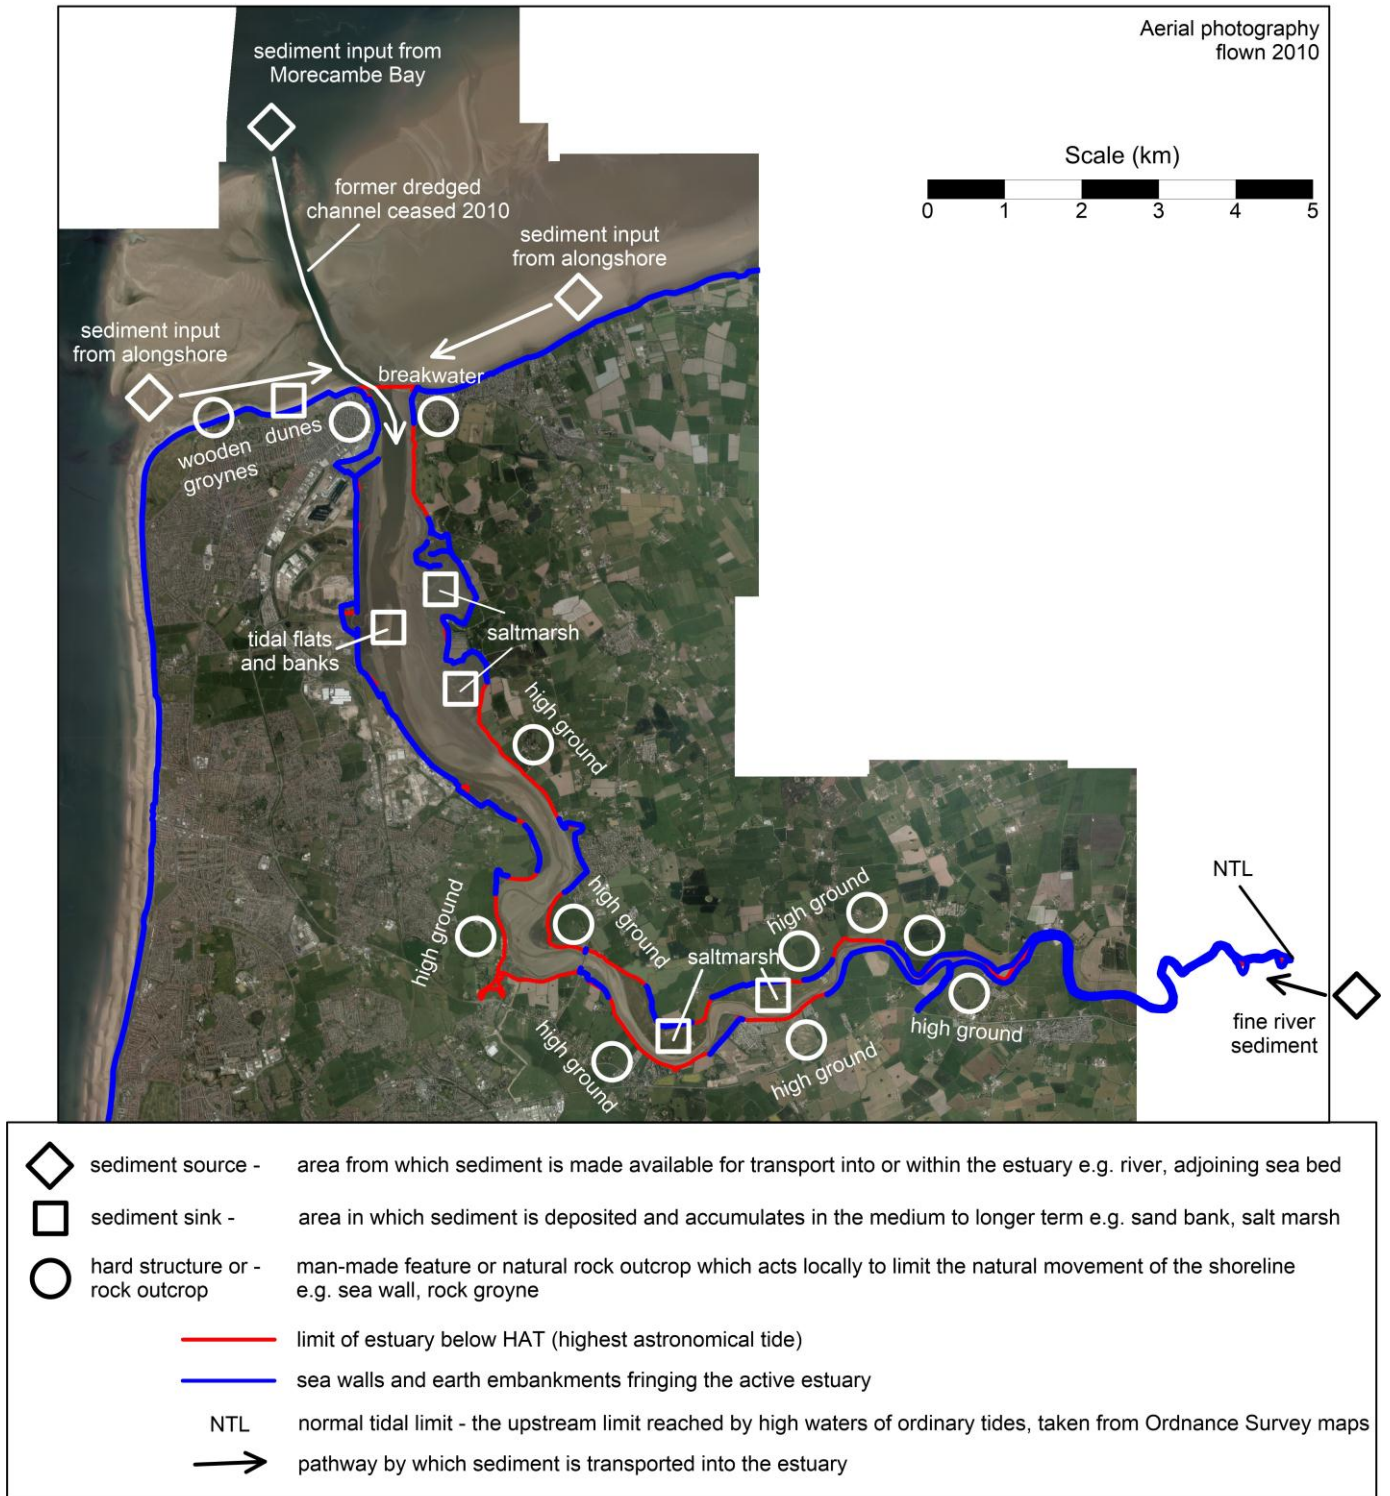 Aerial photography
flown 2010
sediment input from
Morecambe Bay
Scale (km)
0 1 2 3 4 5
former dredged
channel ceased 2010
sediment input
from alongshore
sediment input
from alongshore
breakwater
dunes
wooden
groynes
saltmarsh
tidal flats
and banks
high ground
high ground
high ground
high ground
NTL
saltmarsh
high ground
high ground
high ground
fine river
sediment
sediment source - area from which sediment is made available for transport into or within the estuary e.g. river, adjoining sea bed
sediment sink - area in which sediment is deposited and accumulates in the medium to longer term e.g. sand bank, salt marsh
hard structure or - man-made feature or natural rock outcrop which acts locally to limit the natural movement of the shoreline
rock outcrop e.g. sea wall, rock groyne
limit of estuary below HAT (highest astronomical tide)
sea walls and earth embankments fringing the active estuary
NTL normal tidal limit - the upstream limit reached by high waters of ordinary tides, taken from Ordnance Survey maps
pathway by which sediment is transported into the estuary